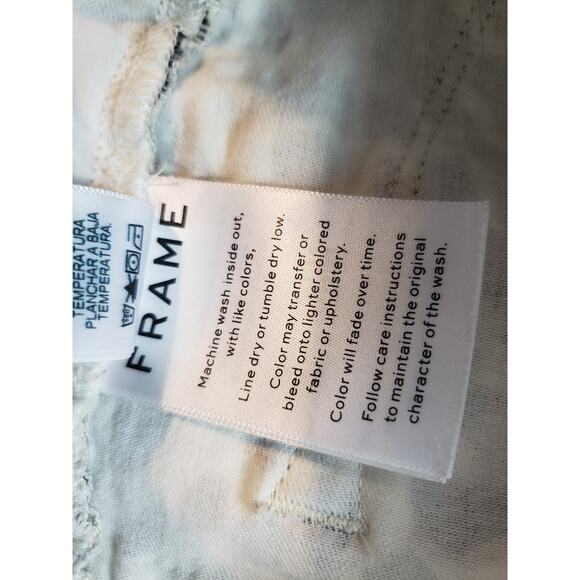 TEMPERATURA
PLANCHAR A BAJA
TEMPERATURA.
FRAME
Machine wash inside out,
with like colors,
Line dry or tumble dry low.
Color may transfer or
bleed onto lighter colored
fabric or upholstery.
Color will fade over time.
Follow care instructions
to maintain the original
character of the wash.